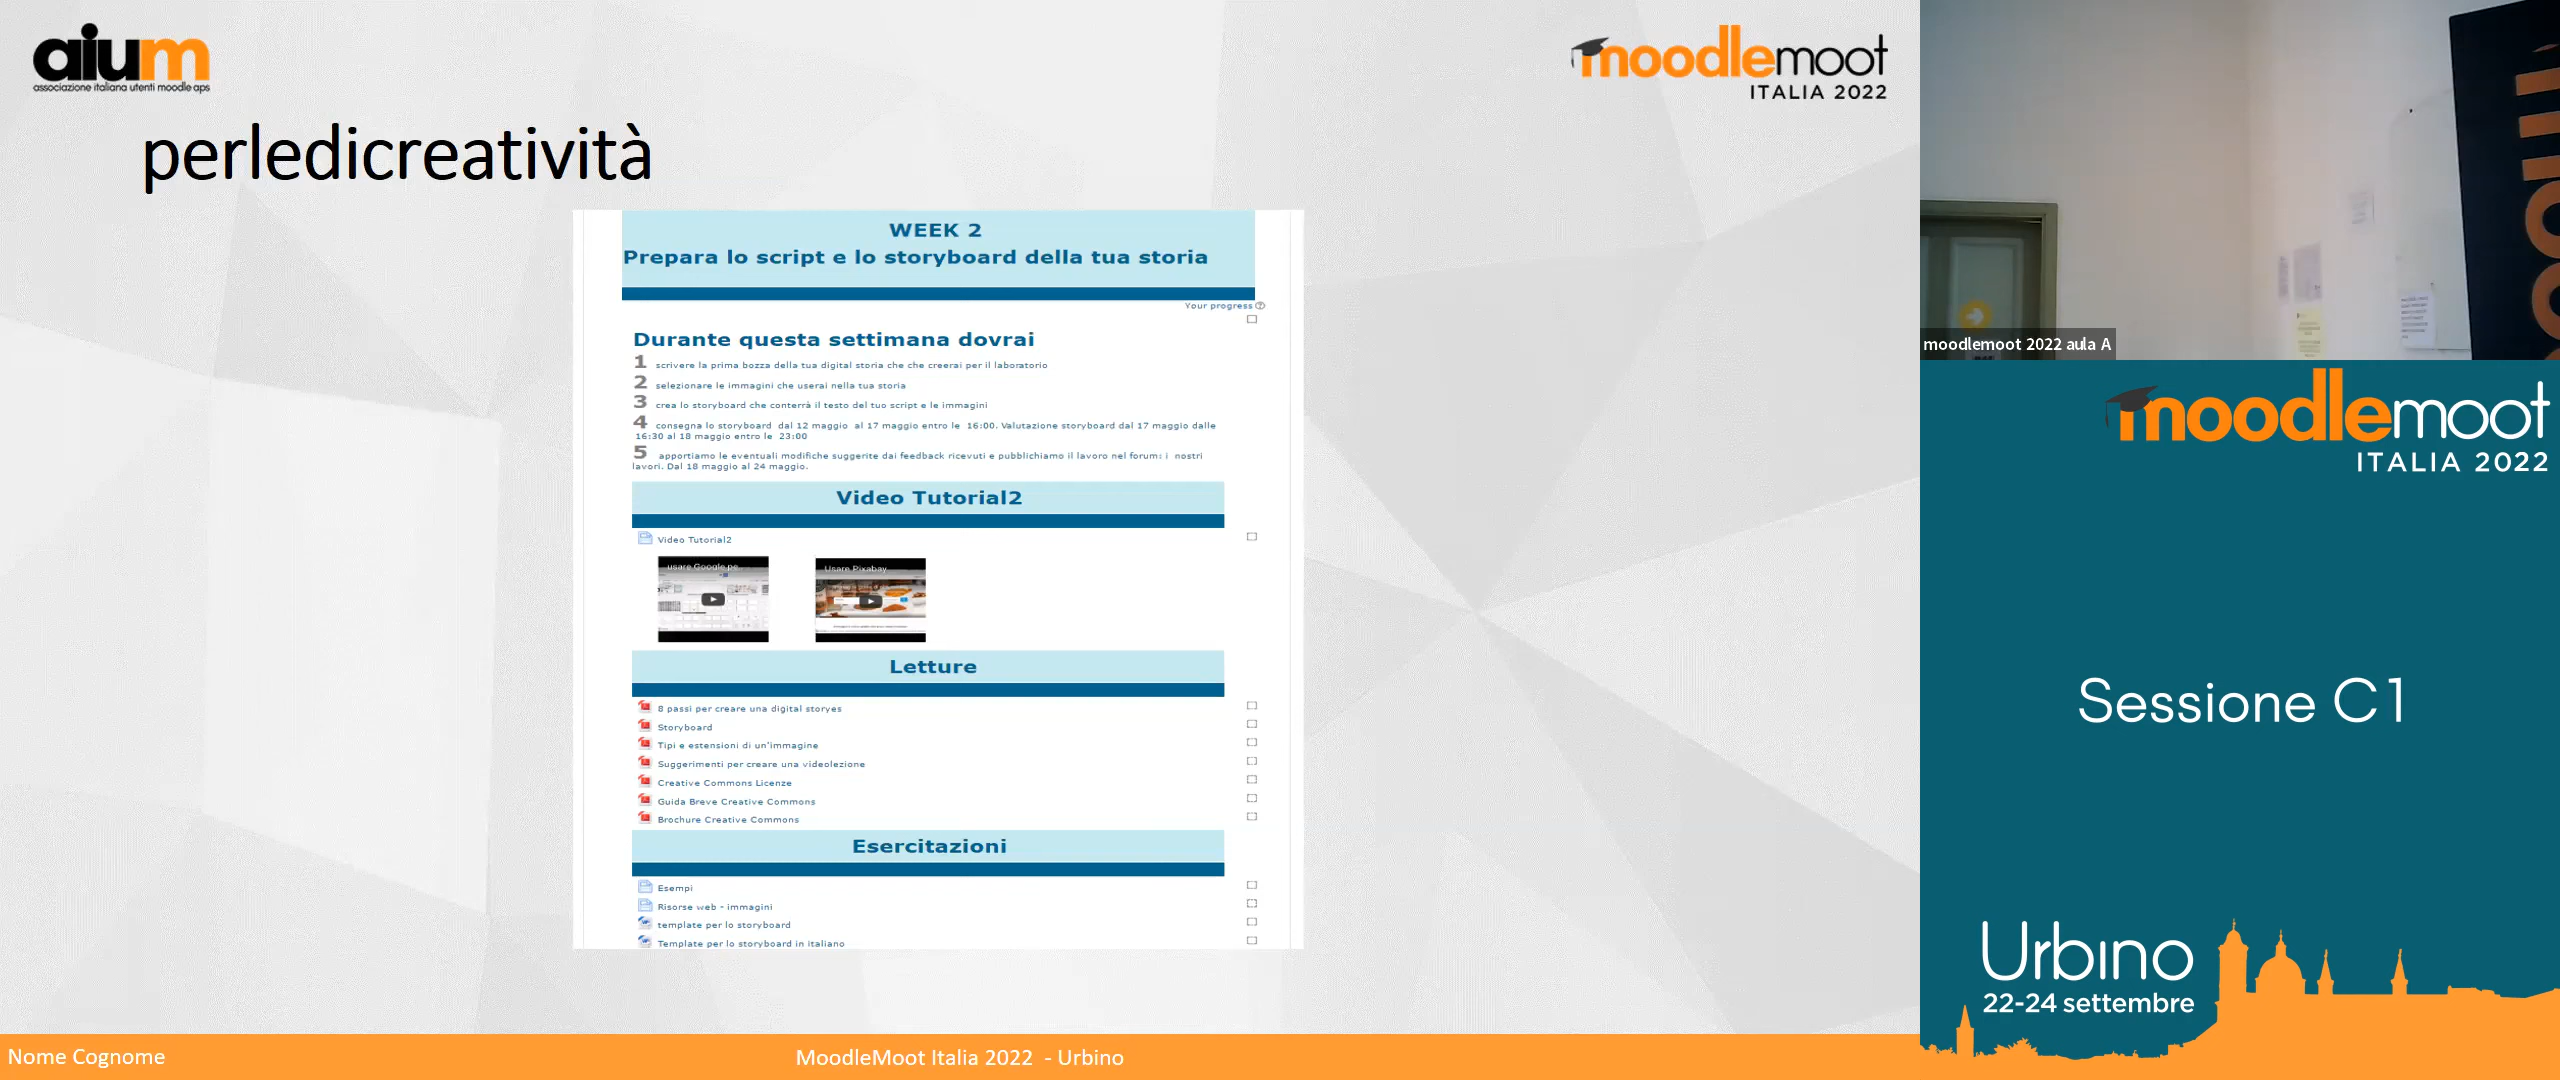 aium
associazione italiana utenti moodle aps
moodlemoot
ITALIA 2022
perledicreatività
WEEK 2
Prepara lo script e lo storyboard della tua storia
Your progress
Durante questa settimana dovrai
1 scrivere la prima bozza della tua digital storia che che creerai per il laboratorio
2 selezionare le immagini che userai nella tua storia
3 crea lo storyboard che conterrà il testo del tuo script e le immagini
4 consegna lo storyboard dal 12 maggio al 17 maggio entro le 16:00. Valutazione storyboard dal 17 maggio dalle
16:30 al 18 maggio entro le 23:00
5 apportiamo le eventuali modifiche suggerite dai feedback ricevuti e pubblichiamo il lavoro nel forum: i nostri
lavori. Dal 18 maggio al 24 maggio.
Video Tutorial2
Video Tutorial2
usare Google pe...
Usare Pixabay
Letture
8 passi per creare una digital storyes
Storyboard
Tipi e estensioni di un'immagine
Suggerimenti per creare una videolezione
Creative Commons Licenze
Guida Breve Creative Commons
Brochure Creative Commons
Esercitazioni
Esempi
Risorse web - immagini
template per lo storyboard
Template per lo storyboard in italiano
Nome Cognome
MoodleMoot Italia 2022 - Urbino
moodlemoot 2022 aula A
moodlemoot
ITALIA 2022
Sessione C1
Urbino
22-24 settembre